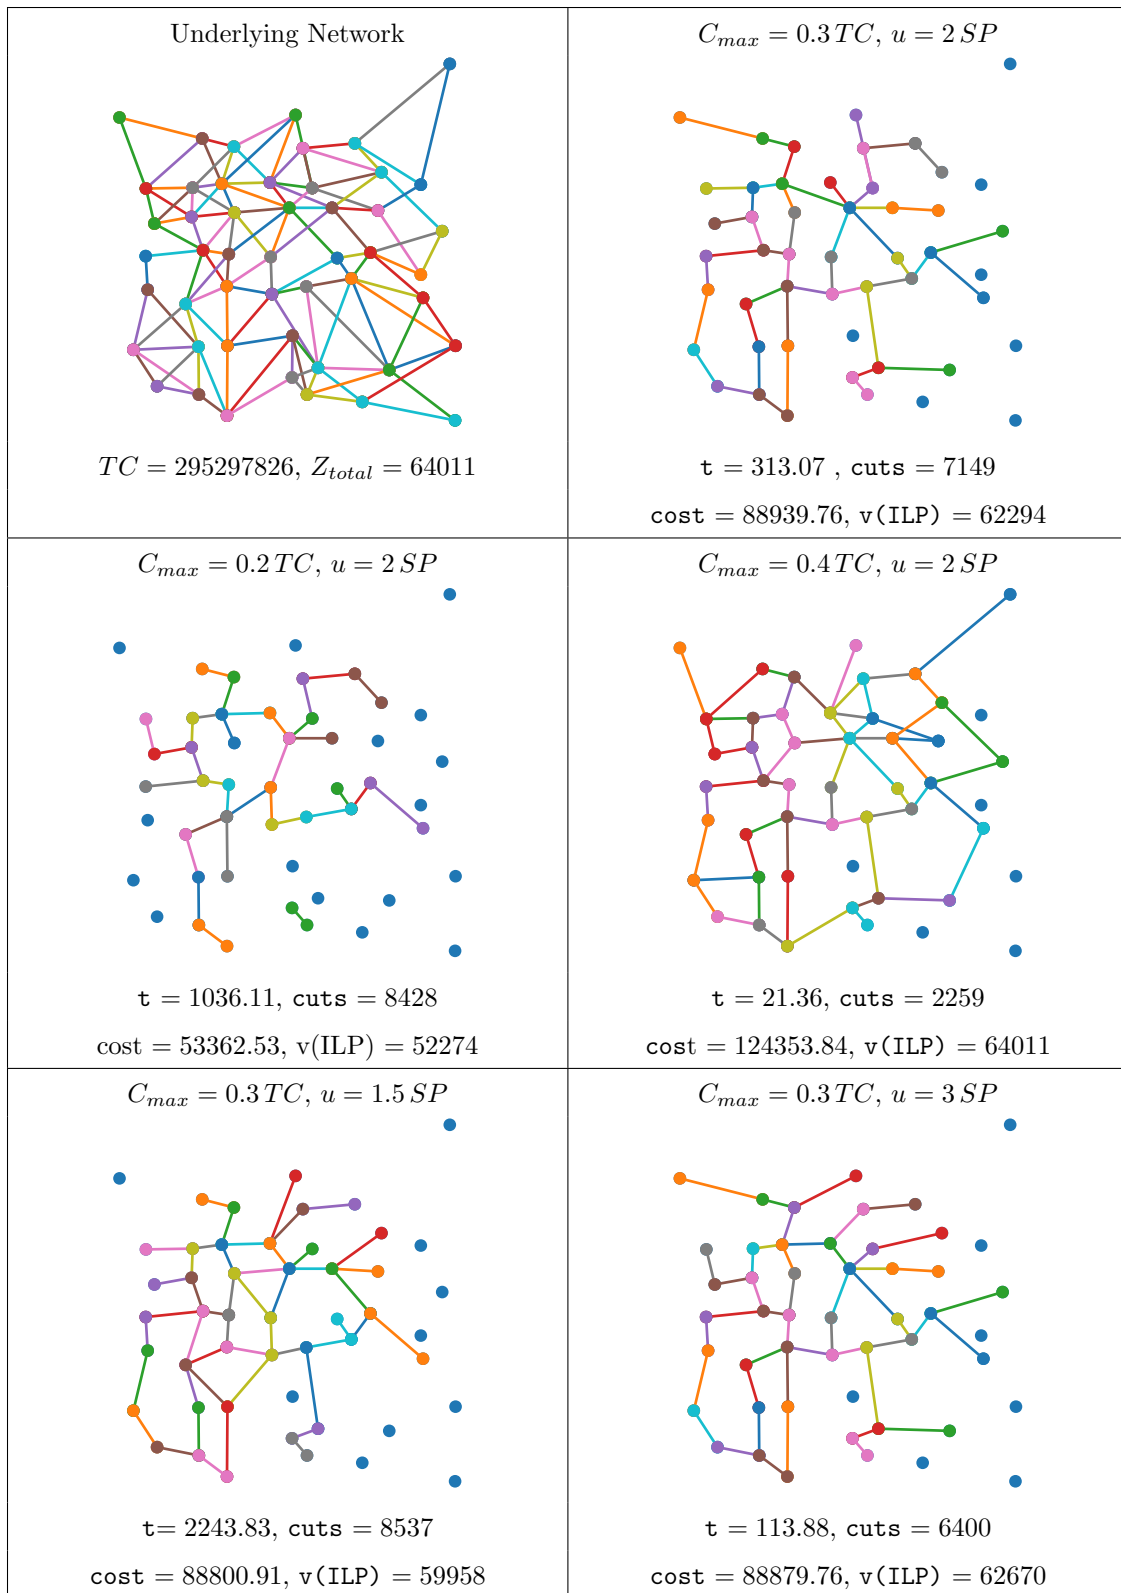 Underlying Network
TC = 295297826, Z_total = 64011
C_max = 0.3 TC, u = 2 SP
t = 313.07 , cuts = 7149
cost = 88939.76, v(ILP) = 62294
C_max = 0.2 TC, u = 2 SP
t = 1036.11, cuts = 8428
cost = 53362.53, v(ILP) = 52274
C_max = 0.4 TC, u = 2 SP
t = 21.36, cuts = 2259
cost = 124353.84, v(ILP) = 64011
C_max = 0.3 TC, u = 1.5 SP
t= 2243.83, cuts = 8537
cost = 88800.91, v(ILP) = 59958
C_max = 0.3 TC, u = 3 SP
t = 113.88, cuts = 6400
cost = 88879.76, v(ILP) = 62670